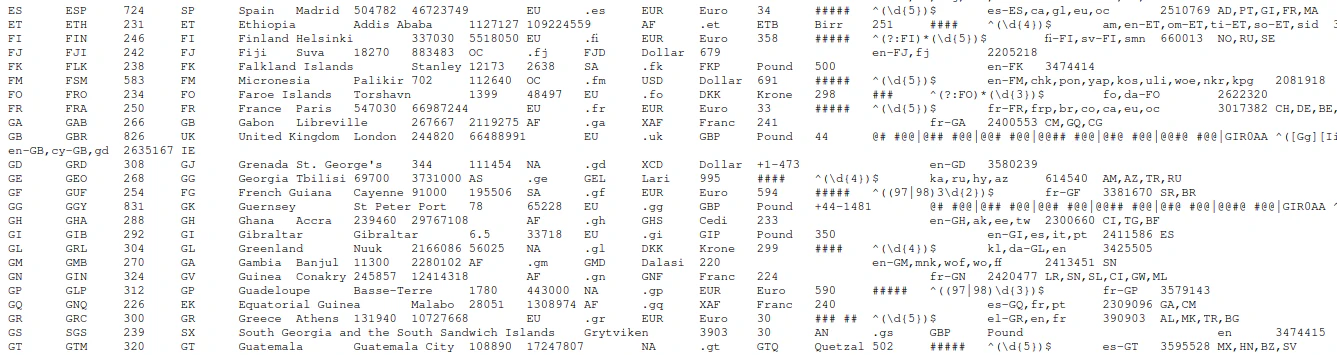 ES ESP 724 SP Spain Madrid 504782 46723749 EU .es EUR Euro 34 ##### ^(\d{5})$ es-ES,ca,gl,eu,oc 2510769 AD,PT,GI,FR,MA
ET ETH 231 ET Ethiopia Addis Ababa 1127127 109224559 AF .et ETB Birr 251 #### ^(\d{4})$ am,en-ET,om-ET,ti-ET,so-ET,sid
FI FIN 246 FI Finland Helsinki 337030 5518050 EU .fi EUR Euro 358 ##### ^(?:FI)*(\d{5})$ fi-FI,sv-FI,smn 660013 NO,RU,SE
FJ FJI 242 FJ Fiji Suva 18270 883483 OC .fj FJD Dollar 679 en-FJ,fj 2205218
FK FLK 238 FK Falkland Islands Stanley 12173 2638 SA .fk FKP Pound 500 en-FK 3474414
FM FSM 583 FM Micronesia Palikir 702 112640 OC .fm USD Dollar 691 ##### ^(\d{5})$ en-FM,chk,pon,yap,kos,uli,woe,nkr,kpg 2081918
FO FRO 234 FO Faroe Islands Torshavn 1399 48497 EU .fo DKK Krone 298 ### ^(?:FO)*(\d{3})$ fo,da-FO 2622320
FR FRA 250 FR France Paris 547030 66987244 EU .fr EUR Euro 33 ##### ^(\d{5})$ fr-FR,frp,br,co,ca,eu,oc 3017382 CH,DE,BE,
GA GAB 266 GB Gabon Libreville 267667 2119275 AF .ga XAF Franc 241 fr-GA 2400553 CM,GQ,CG
GB GBR 826 UK United Kingdom London 244820 66488991 EU .uk GBP Pound 44 @# #@@|@## #@@|@@# #@@|@@## #@@|@#@ #@@|@@#@ #@@|GIR0AA ^([Gg][Ii
en-GB,cy-GB,gd 2635167 IE
GD GRD 308 GJ Grenada St. George's 344 111454 NA .gd XCD Dollar +1-473 en-GD 3580239
GE GEO 268 GG Georgia Tbilisi 69700 3731000 AS .ge GEL Lari 995 #### ^(\d{4})$ ka,ru,hy,az 614540 AM,AZ,TR,RU
GF GUF 254 FG French Guiana Cayenne 91000 195506 SA .gf EUR Euro 594 ##### ^((97|98)3\d{2})$ fr-GF 3381670 SR,BR
GG GGY 831 GK Guernsey St Peter Port 78 65228 EU .gg GBP Pound +44-1481 @# #@@|@## #@@|@@# #@@|@@## #@@|@#@ #@@|@@#@ #@@|GIR0AA ^
GH GHA 288 GH Ghana Accra 239460 29767108 AF .gh GHS Cedi 233 en-GH,ak,ee,tw 2300660 CI,TG,BF
GI GIB 292 GI Gibraltar Gibraltar 6.5 33718 EU .gi GIP Pound 350 en-GI,es,it,pt 2411586 ES
GL GRL 304 GL Greenland Nuuk 2166086 56025 NA .gl DKK Krone 299 #### ^(\d{4})$ kl,da-GL,en 3425505
GM GMB 270 GA Gambia Banjul 11300 2280102 AF .gm GMD Dalasi 220 en-GM,mnk,wof,wo,ff 2413451 SN
GN GIN 324 GV Guinea Conakry 245857 12414318 AF .gn GNF Franc 224 fr-GN 2420477 LR,SN,SL,CI,GW,ML
GP GLP 312 GP Guadeloupe Basse-Terre 1780 443000 NA .gp EUR Euro 590 ##### ^((97|98)\d{3})$ fr-GP 3579143
GQ GNQ 226 EK Equatorial Guinea Malabo 28051 1308974 AF .gq XAF Franc 240 es-GQ,fr,pt 2309096 GA,CM
GR GRC 300 GR Greece Athens 131940 10727668 EU .gr EUR Euro 30 ### ## ^(\d{5})$ el-GR,en,fr 390903 AL,MK,TR,BG
GS SGS 239 SX South Georgia and the South Sandwich Islands Grytviken 3903 30 AN .gs GBP Pound en 3474415
GT GTM 320 GT Guatemala Guatemala City 108890 17247807 NA .gt GTQ Quetzal 502 ##### ^(\d{5})$ es-GT 3595528 MX,HN,BZ,SV